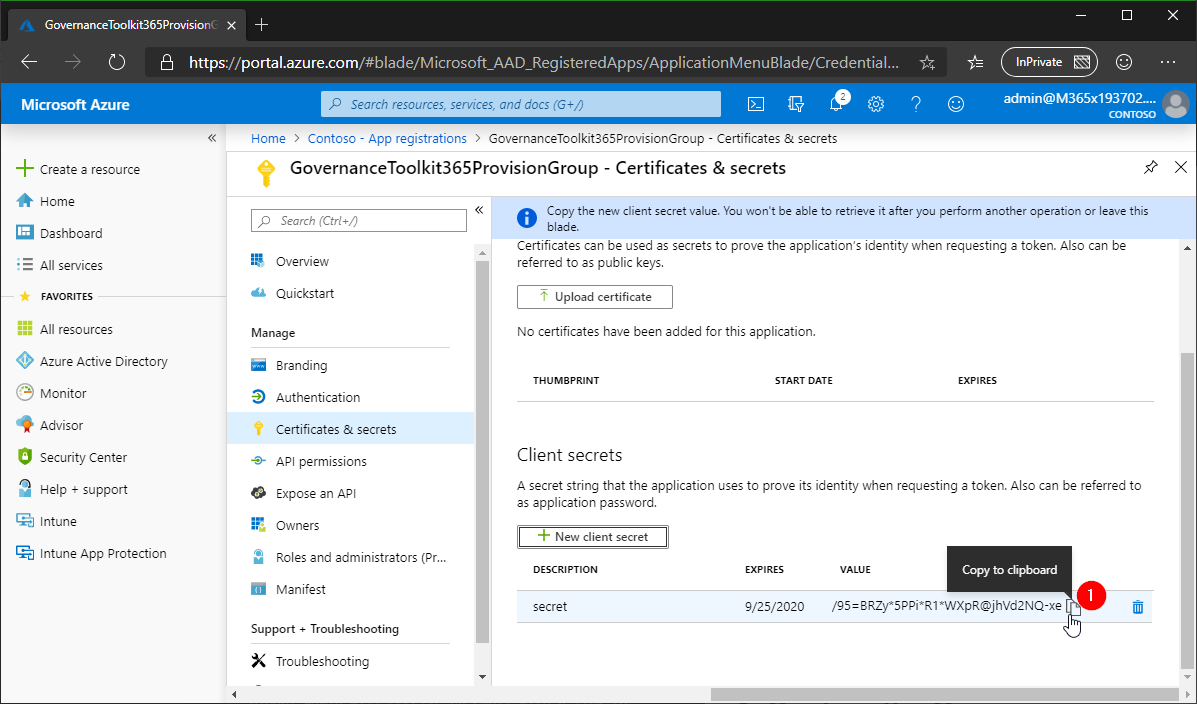 GovernanceToolkit365ProvisionG
https://portal.azure.com/#blade/Microsoft_AAD_RegisteredApps/ApplicationMenuBlade/Credential...
InPrivate
Microsoft Azure
Search resources, services, and docs (G+/)
2
admin@M365x193702....
CONTOSO
Create a resource
Home
Dashboard
All services
FAVORITES
All resources
Azure Active Directory
Monitor
Advisor
Security Center
Help + support
Intune
Intune App Protection
Home > Contoso - App registrations > GovernanceToolkit365ProvisionGroup - Certificates & secrets
GovernanceToolkit365ProvisionGroup - Certificates & secrets
Search (Ctrl+/)
Overview
Quickstart
Manage
Branding
Authentication
Certificates & secrets
API permissions
Expose an API
Owners
Roles and administrators (Pr...
Manifest
Support + Troubleshooting
Troubleshooting
Copy the new client secret value. You won't be able to retrieve it after you perform another operation or leave this
blade.
Certificates can be used as secrets to prove the application's identity when requesting a token. Also can be
referred to as public keys.
Upload certificate
No certificates have been added for this application.
THUMBPRINT START DATE EXPIRES
Client secrets
A secret string that the application uses to prove its identity when requesting a token. Also can be referred to
as application password.
New client secret
DESCRIPTION EXPIRES VALUE
Copy to clipboard
1
secret 9/25/2020 /95=BRZy*5PPi*R1*WXpR@jhVd2NQ-xe